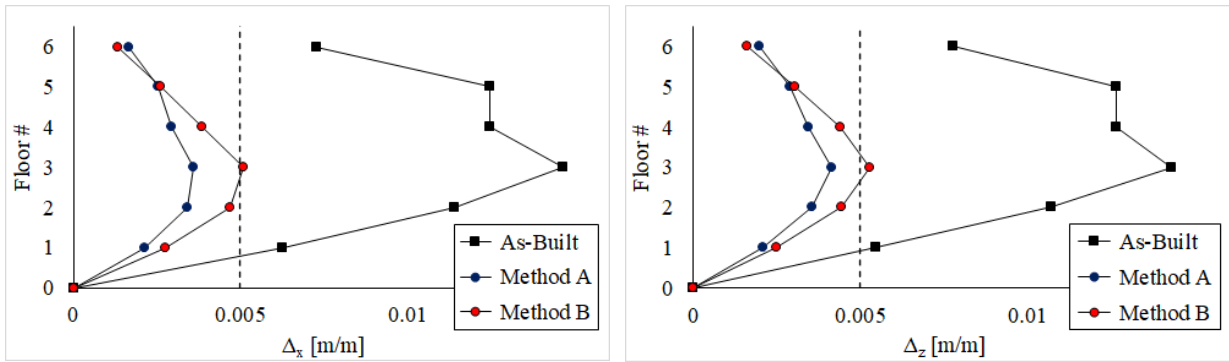 6
5
4
3
2
1
0
Floor #
0
0.005
0.01
Δx [m/m]
As-Built
Method A
Method B
6
5
4
3
2
1
0
Floor #
0
0.005
0.01
Δz [m/m]
As-Built
Method A
Method B